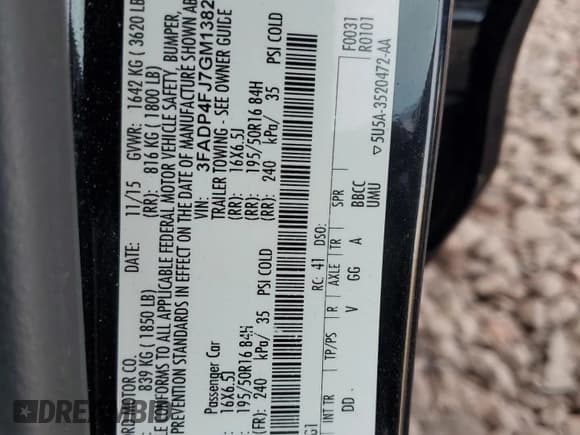 DATE: 11/15 GVWR: 1642 KG ( 3620 LB
839 KG ( 1850 LB) (RR): 816 KG ( 1800 LB)
CONFORMS TO ALL APPLICABLE FEDERAL MOTOR VEHICLE SAFETY, BUMPER,
PREVENTION STANDARDS IN EFFECT ON THE DATE OF MANUFACTURE SHOWN AB
VIN: 3FADP4FJ7GM1382
Passenger Car TRAILER TOWING - SEE OWNER GUIDE
16X6.5J (RR): 16X6.5J
195/50R16 84H (RR): 195/50R16 84H
(FR): 240 kPa/ 35 PSI COLD (RR): 240 kPa/ 35 PSI COLD
F0031
R0101
RC: 41 DSO:
INT TR TP/PS R AXLE TR SPR
DD V GG A BBCC
UMU
▽5U5A-3520472-AA